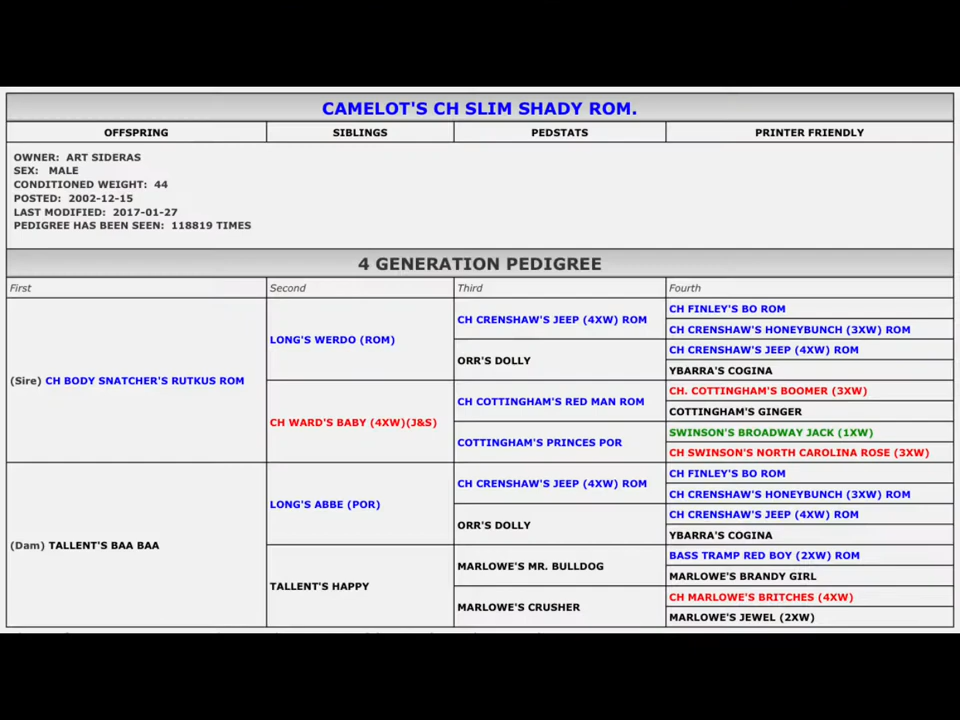 CAMELOT'S CH SLIM SHADY ROM.
OFFSPRING SIBLINGS PEDSTATS PRINTER FRIENDLY
OWNER: ART SIDERAS
SEX: MALE
CONDITIONED WEIGHT: 44
POSTED: 2002-12-15
LAST MODIFIED: 2017-01-27
PEDIGREE HAS BEEN SEEN: 118819 TIMES
4 GENERATION PEDIGREE
First Second Third Fourth
(Sire) CH BODY SNATCHER'S RUTKUS ROM
LONG'S WERDO (ROM)
CH CRENSHAW'S JEEP (4XW) ROM
CH FINLEY'S BO ROM
CH CRENSHAW'S HONEYBUNCH (3XW) ROM
ORR'S DOLLY
CH CRENSHAW'S JEEP (4XW) ROM
YBARRA'S COGINA
CH WARD'S BABY (4XW)(J&S)
CH COTTINGHAM'S RED MAN ROM
CH. COTTINGHAM'S BOOMER (3XW)
COTTINGHAM'S GINGER
COTTINGHAM'S PRINCES POR
SWINSON'S BROADWAY JACK (1XW)
CH SWINSON'S NORTH CAROLINA ROSE (3XW)
(Dam) TALLENT'S BAA BAA
LONG'S ABBE (POR)
CH CRENSHAW'S JEEP (4XW) ROM
CH FINLEY'S BO ROM
CH CRENSHAW'S HONEYBUNCH (3XW) ROM
ORR'S DOLLY
CH CRENSHAW'S JEEP (4XW) ROM
YBARRA'S COGINA
TALLENT'S HAPPY
MARLOWE'S MR. BULLDOG
BASS TRAMP RED BOY (2XW) ROM
MARLOWE'S BRANDY GIRL
MARLOWE'S CRUSHER
CH MARLOWE'S BRITCHES (4XW)
MARLOWE'S JEWEL (2XW)